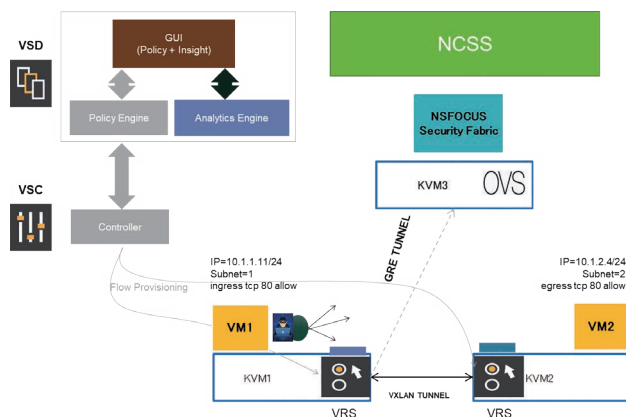 VSD
GUI
(Policy + Insight)
Policy Engine
Analytics Engine
NCSS
NSFOCUS
Security Fabric
KVM3
OVS
VSC
Controller
GRE TUNNEL
IP=10.1.1.11/24
Subnet=1
ingress tcp 80 allow
Flow Provisioning
IP=10.1.2.4/24
Subnet=2
egress tcp 80 allow
VM1
VM2
KVM1
VXLAN TUNNEL
KVM2
VRS
VRS